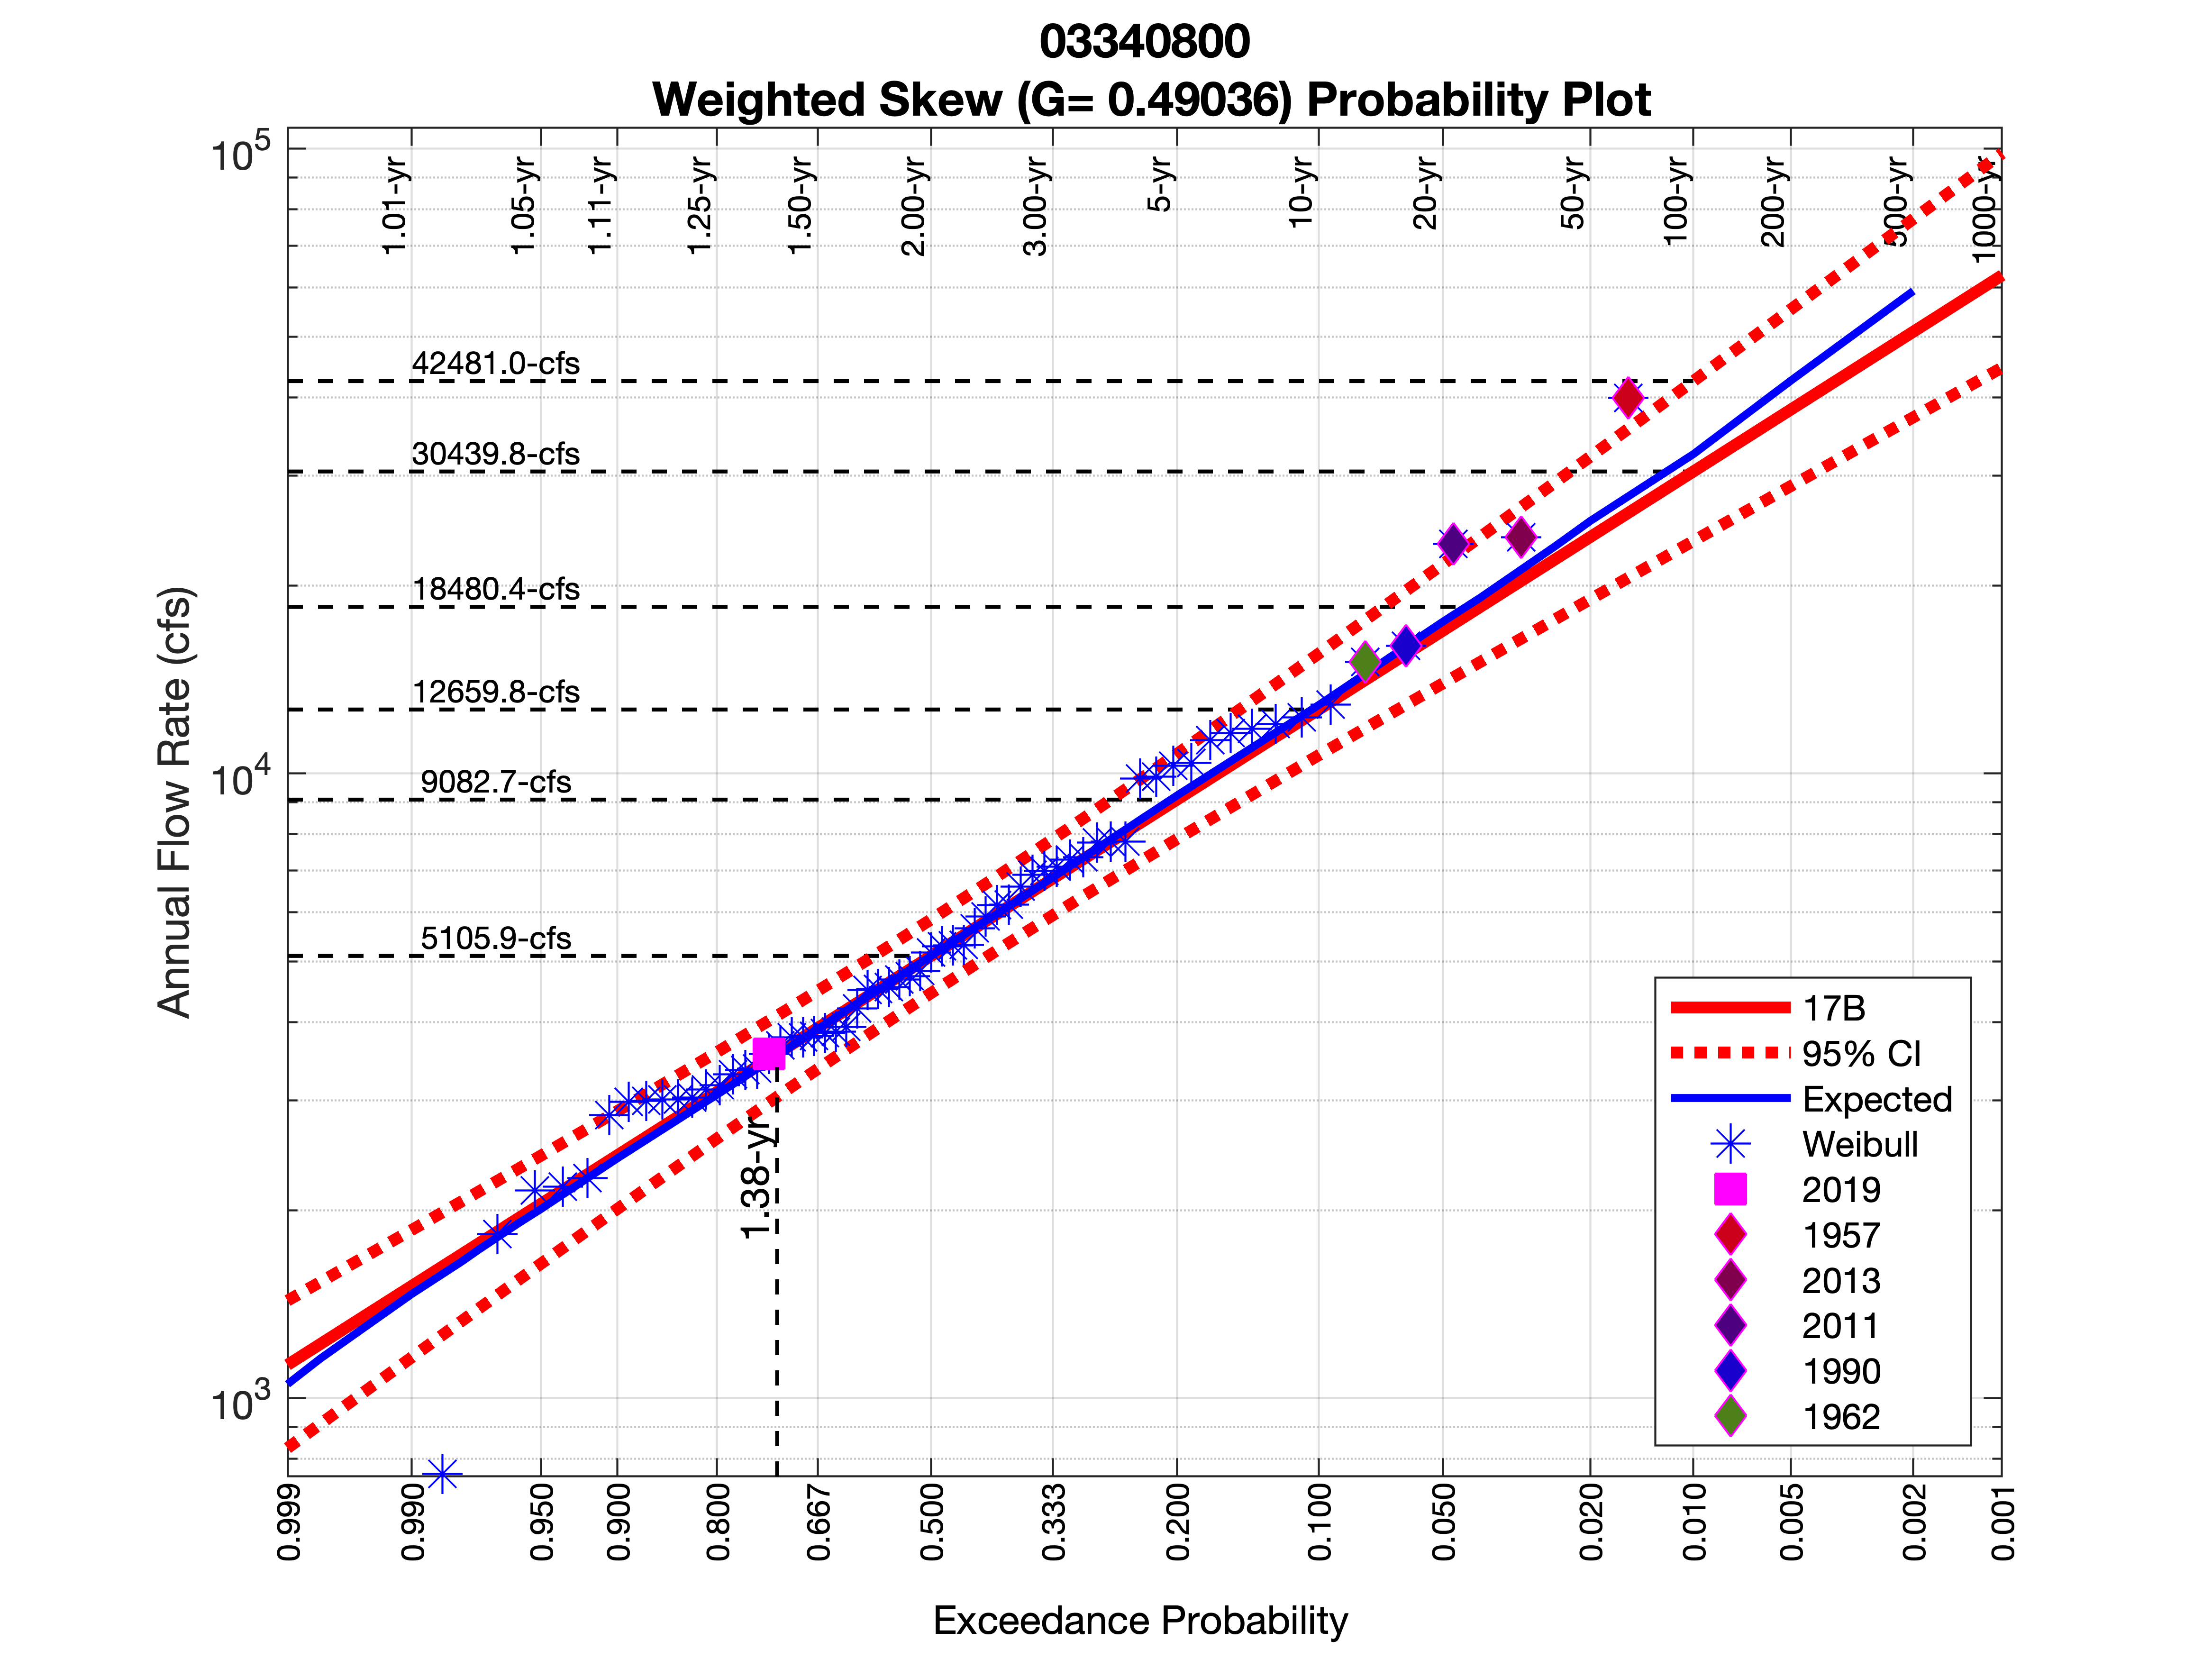 03340800
Weighted Skew (G= 0.49036) Probability Plot
10^5
10^4
10^3
Annual Flow Rate (cfs)
1.01-yr
1.05-yr
1.11-yr
1.25-yr
1.50-yr
2.00-yr
3.00-yr
5-yr
10-yr
20-yr
50-yr
100-yr
200-yr
500-yr
1000-yr
42481.0-cfs
30439.8-cfs
18480.4-cfs
12659.8-cfs
9082.7-cfs
5105.9-cfs
1.38-yr
17B
95% CI
Expected
Weibull
2019
1957
2013
2011
1990
1962
0.999
0.990
0.950
0.900
0.800
0.667
0.500
0.333
0.200
0.100
0.050
0.020
0.010
0.005
0.002
0.001
Exceedance Probability